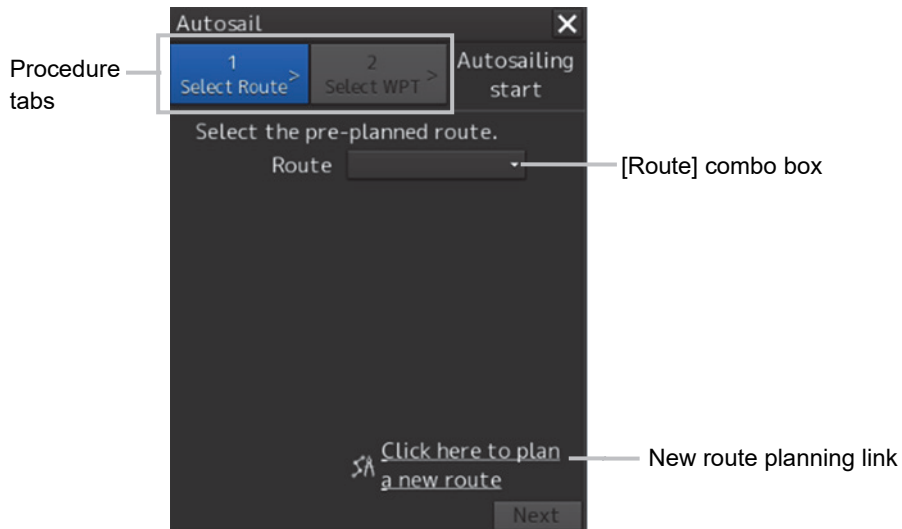 Autosail
Procedure
tabs
1
Select Route >
2
Select WPT >
Autosailing
start
Select the pre-planned route.
Route
[Route] combo box
Click here to plan
a new route
New route planning link
Next